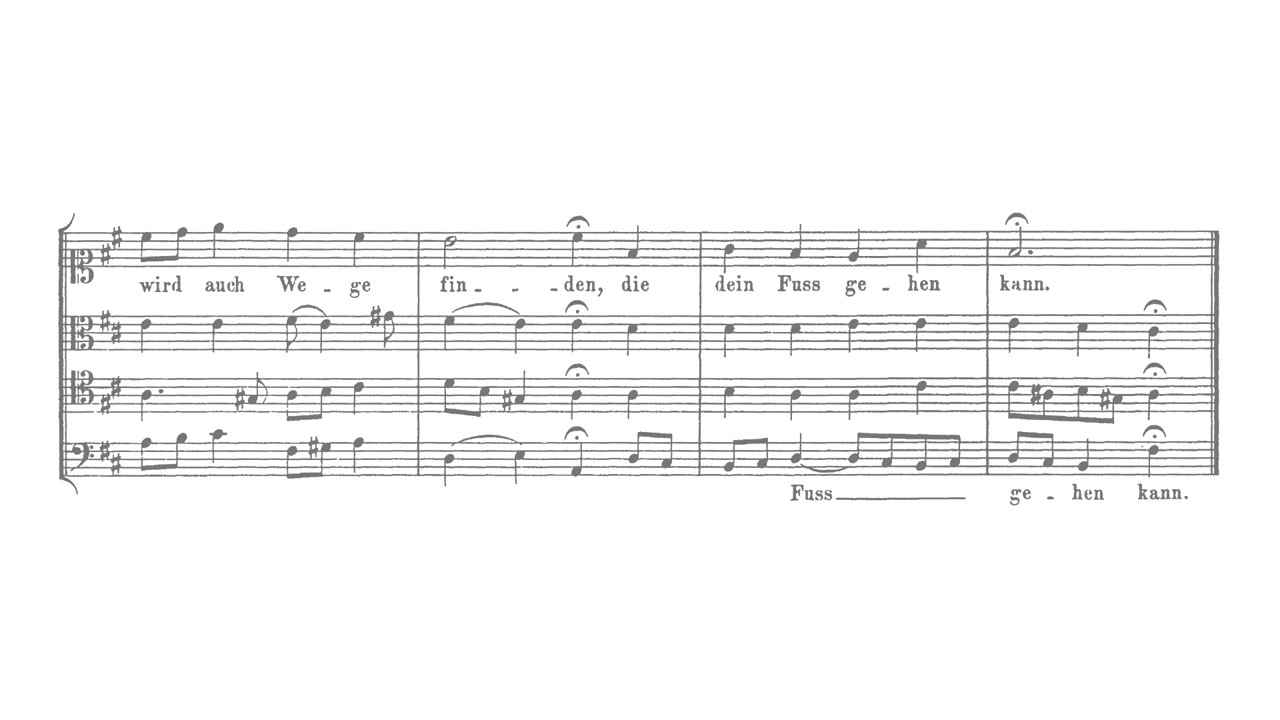 wird auch We - ge fin - - - den, die dein Fuss ge - hen kann.
Fuss ge - hen kann.